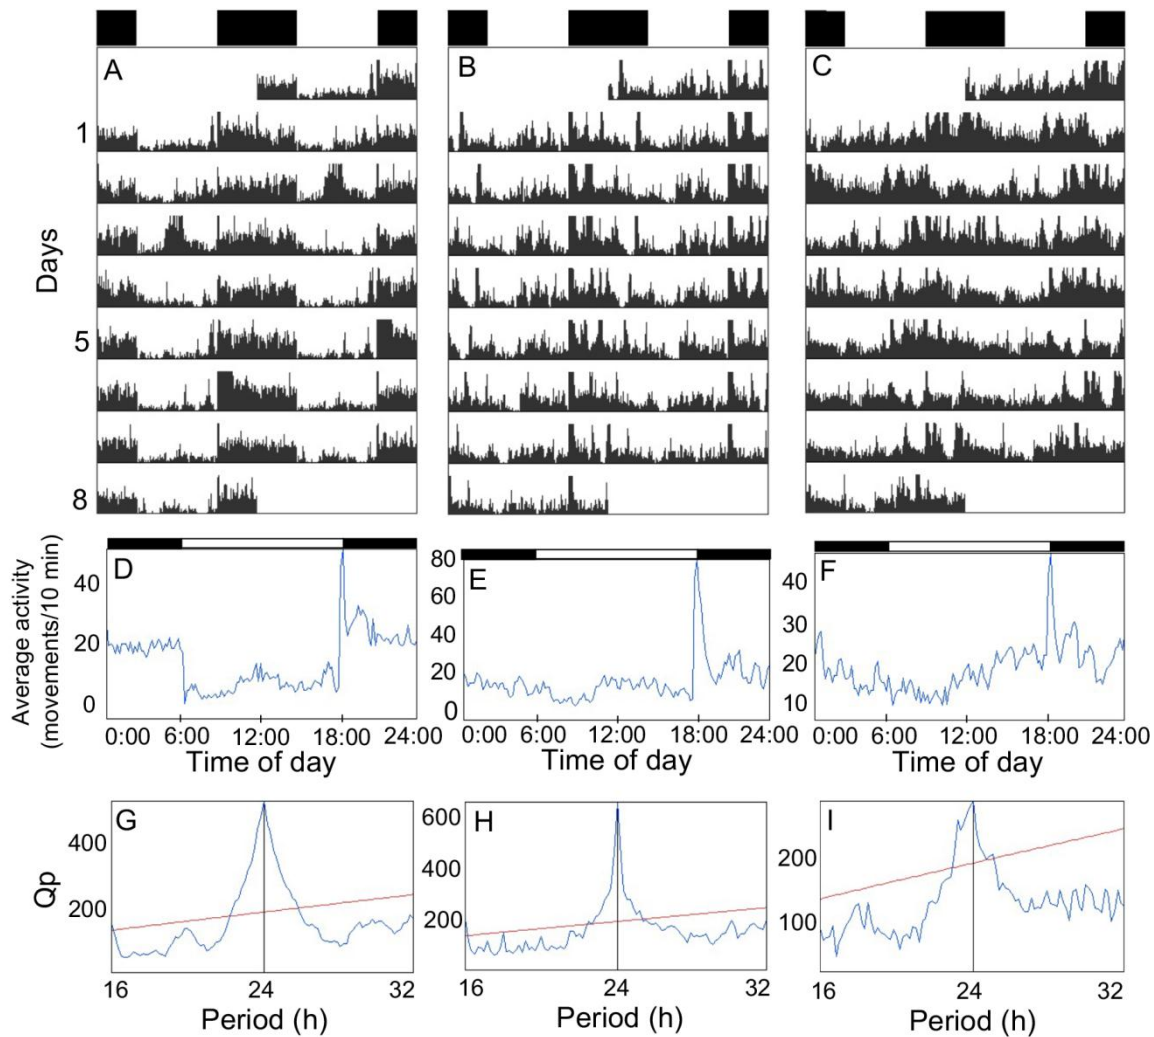 A B C
1
Days
5
8
Average activity
(movements/10 min)
D E F
40
20
0
80
60
40
20
0
40
30
20
10
0:00 6:00 12:00 18:00 24:00 0:00 6:00 12:00 18:00 24:00 0:00 6:00 12:00 18:00 24:00
Time of day Time of day Time of day
Qp
G H I
400
200
600
400
200
200
100
16 24 32 16 24 32 16 24 32
Period (h) Period (h) Period (h)